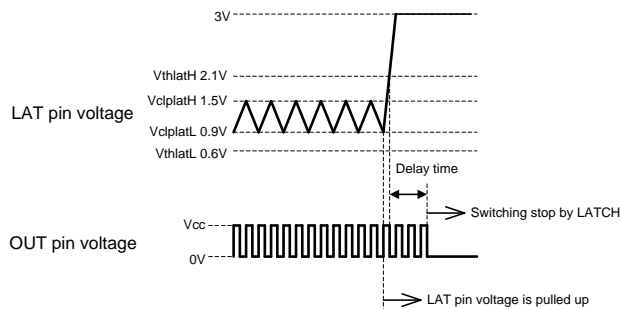 3V
VthlatH 2.1V
VclplatH 1.5V
LAT pin voltage
VclplatL 0.9V
VthlatL 0.6V
Delay time
Switching stop by LATCH
Vcc
OUT pin voltage
0V
LAT pin voltage is pulled up